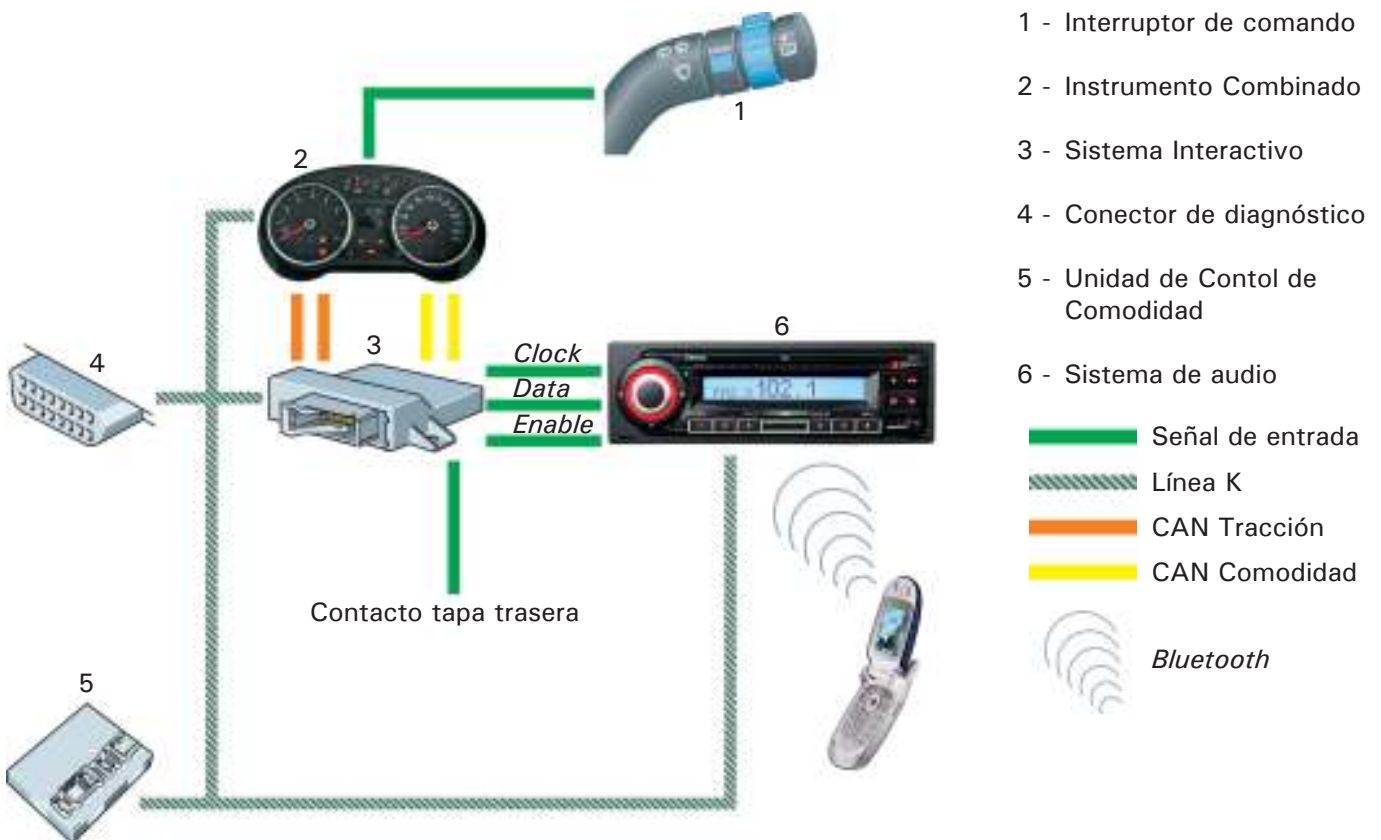 1 - Interruptor de comando
2 - Instrumento Combinado
3 - Sistema Interactivo
4 - Conector de diagnóstico
5 - Unidad de Contol de
Comodidad
6 - Sistema de audio
Señal de entrada
Línea K
CAN Tracción
CAN Comodidad
Bluetooth
1
2
3
4
5
6
Clock
Data
Enable
102.1
Contacto tapa trasera